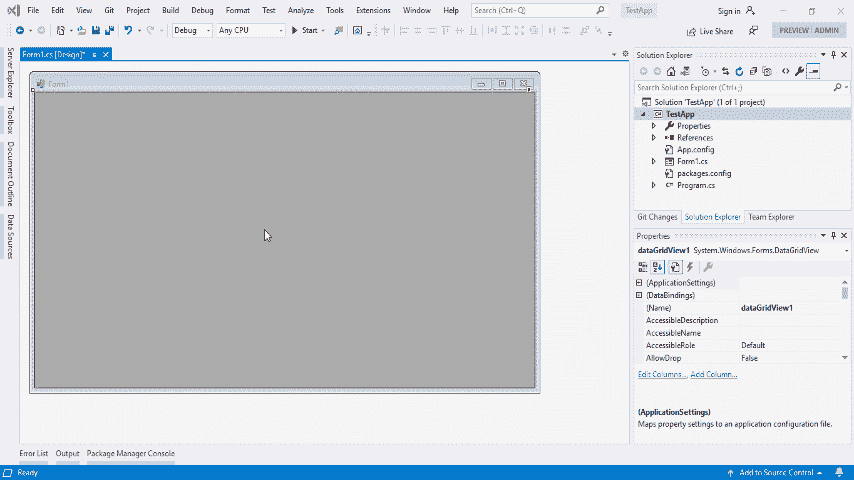 File Edit View Git Project Build Debug Format Test Analyze Tools Extensions Window Help Search (Ctrl+Q) TestApp Sign in
Debug Any CPU Start Live Share PREVIEW ADMIN
Form1.cs [Design]*
Server Explorer
Toolbox
Document Outline
Data Sources
Form1
Solution Explorer
Search Solution Explorer (Ctrl+;)
Solution 'TestApp' (1 of 1 project)
C# TestApp
Properties
References
App.config
Form1.cs
packages.config
C# Program.cs
Git Changes Solution Explorer Team Explorer
Properties
dataGridView1 System.Windows.Forms.DataGridView
(ApplicationSettings)
(DataBindings)
(Name) dataGridView1
AccessibleDescription
AccessibleName
AccessibleRole Default
AllowDrop False
Edit Columns... Add Column...
(ApplicationSettings)
Maps property settings to an application configuration file.
Error List Output Package Manager Console
Ready Add to Source Control